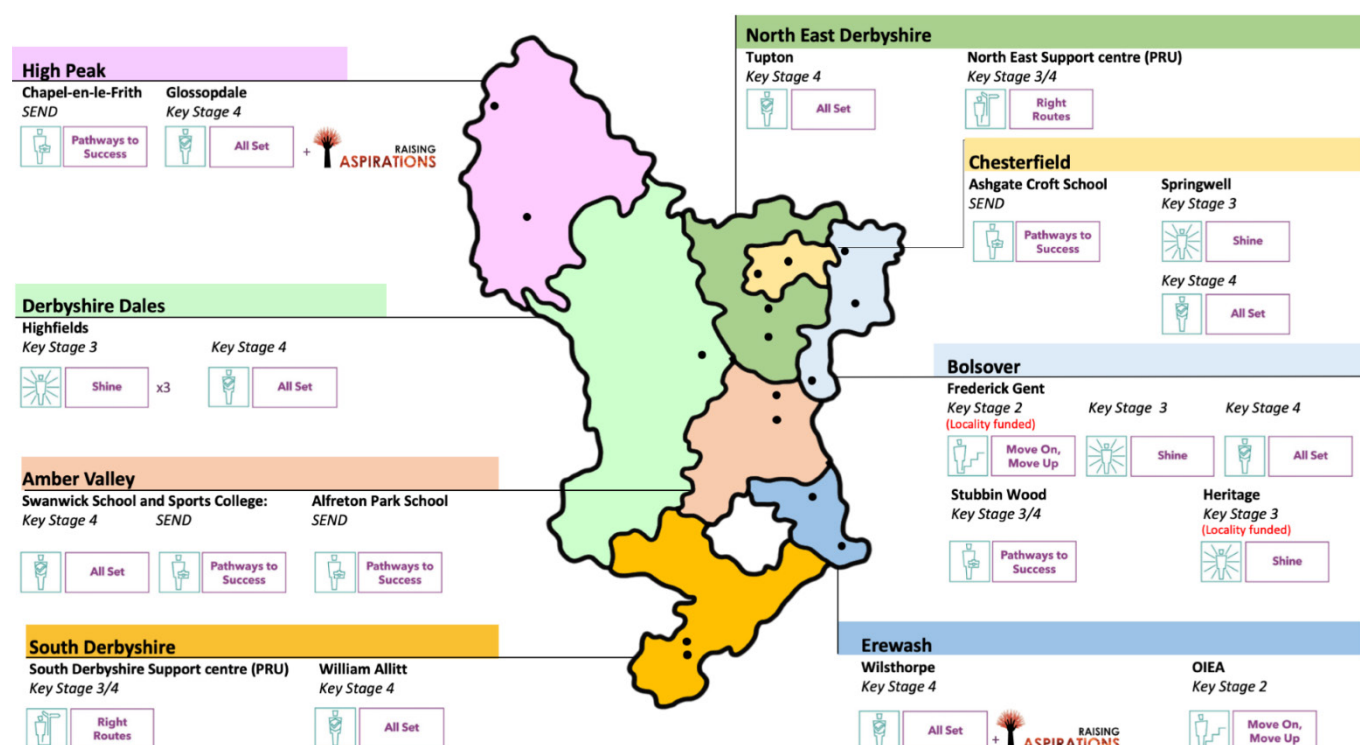 High Peak
Chapel-en-le-Frith
SEND
Pathways to
Success
Glossopdale
Key Stage 4
All Set
+
RAISING
ASPIRATIONS
North East Derbyshire
Tupton
Key Stage 4
All Set
North East Support centre (PRU)
Key Stage 3/4
Right
Routes
Chesterfield
Ashgate Croft School
SEND
Pathways to
Success
Springwell
Key Stage 3
Shine
Key Stage 4
All Set
Derbyshire Dales
Highfields
Key Stage 3
Shine
x3
Key Stage 4
All Set
Bolsover
Frederick Gent
Key Stage 2
(Locality funded)
Move On,
Move Up
Key Stage 3
Shine
Key Stage 4
All Set
Stubbin Wood
Key Stage 3/4
Pathways to
Success
Heritage
Key Stage 3
(Locality funded)
Shine
Amber Valley
Swanwick School and Sports College:
Key Stage 4
All Set
SEND
Pathways to
Success
Alfreton Park School
SEND
Pathways to
Success
South Derbyshire
South Derbyshire Support centre (PRU)
Key Stage 3/4
Right
Routes
William Allitt
Key Stage 4
All Set
Erewash
Wilsthorpe
Key Stage 4
All Set
+
RAISING
ASPIRATIONS
OIEA
Key Stage 2
Move On,
Move Up